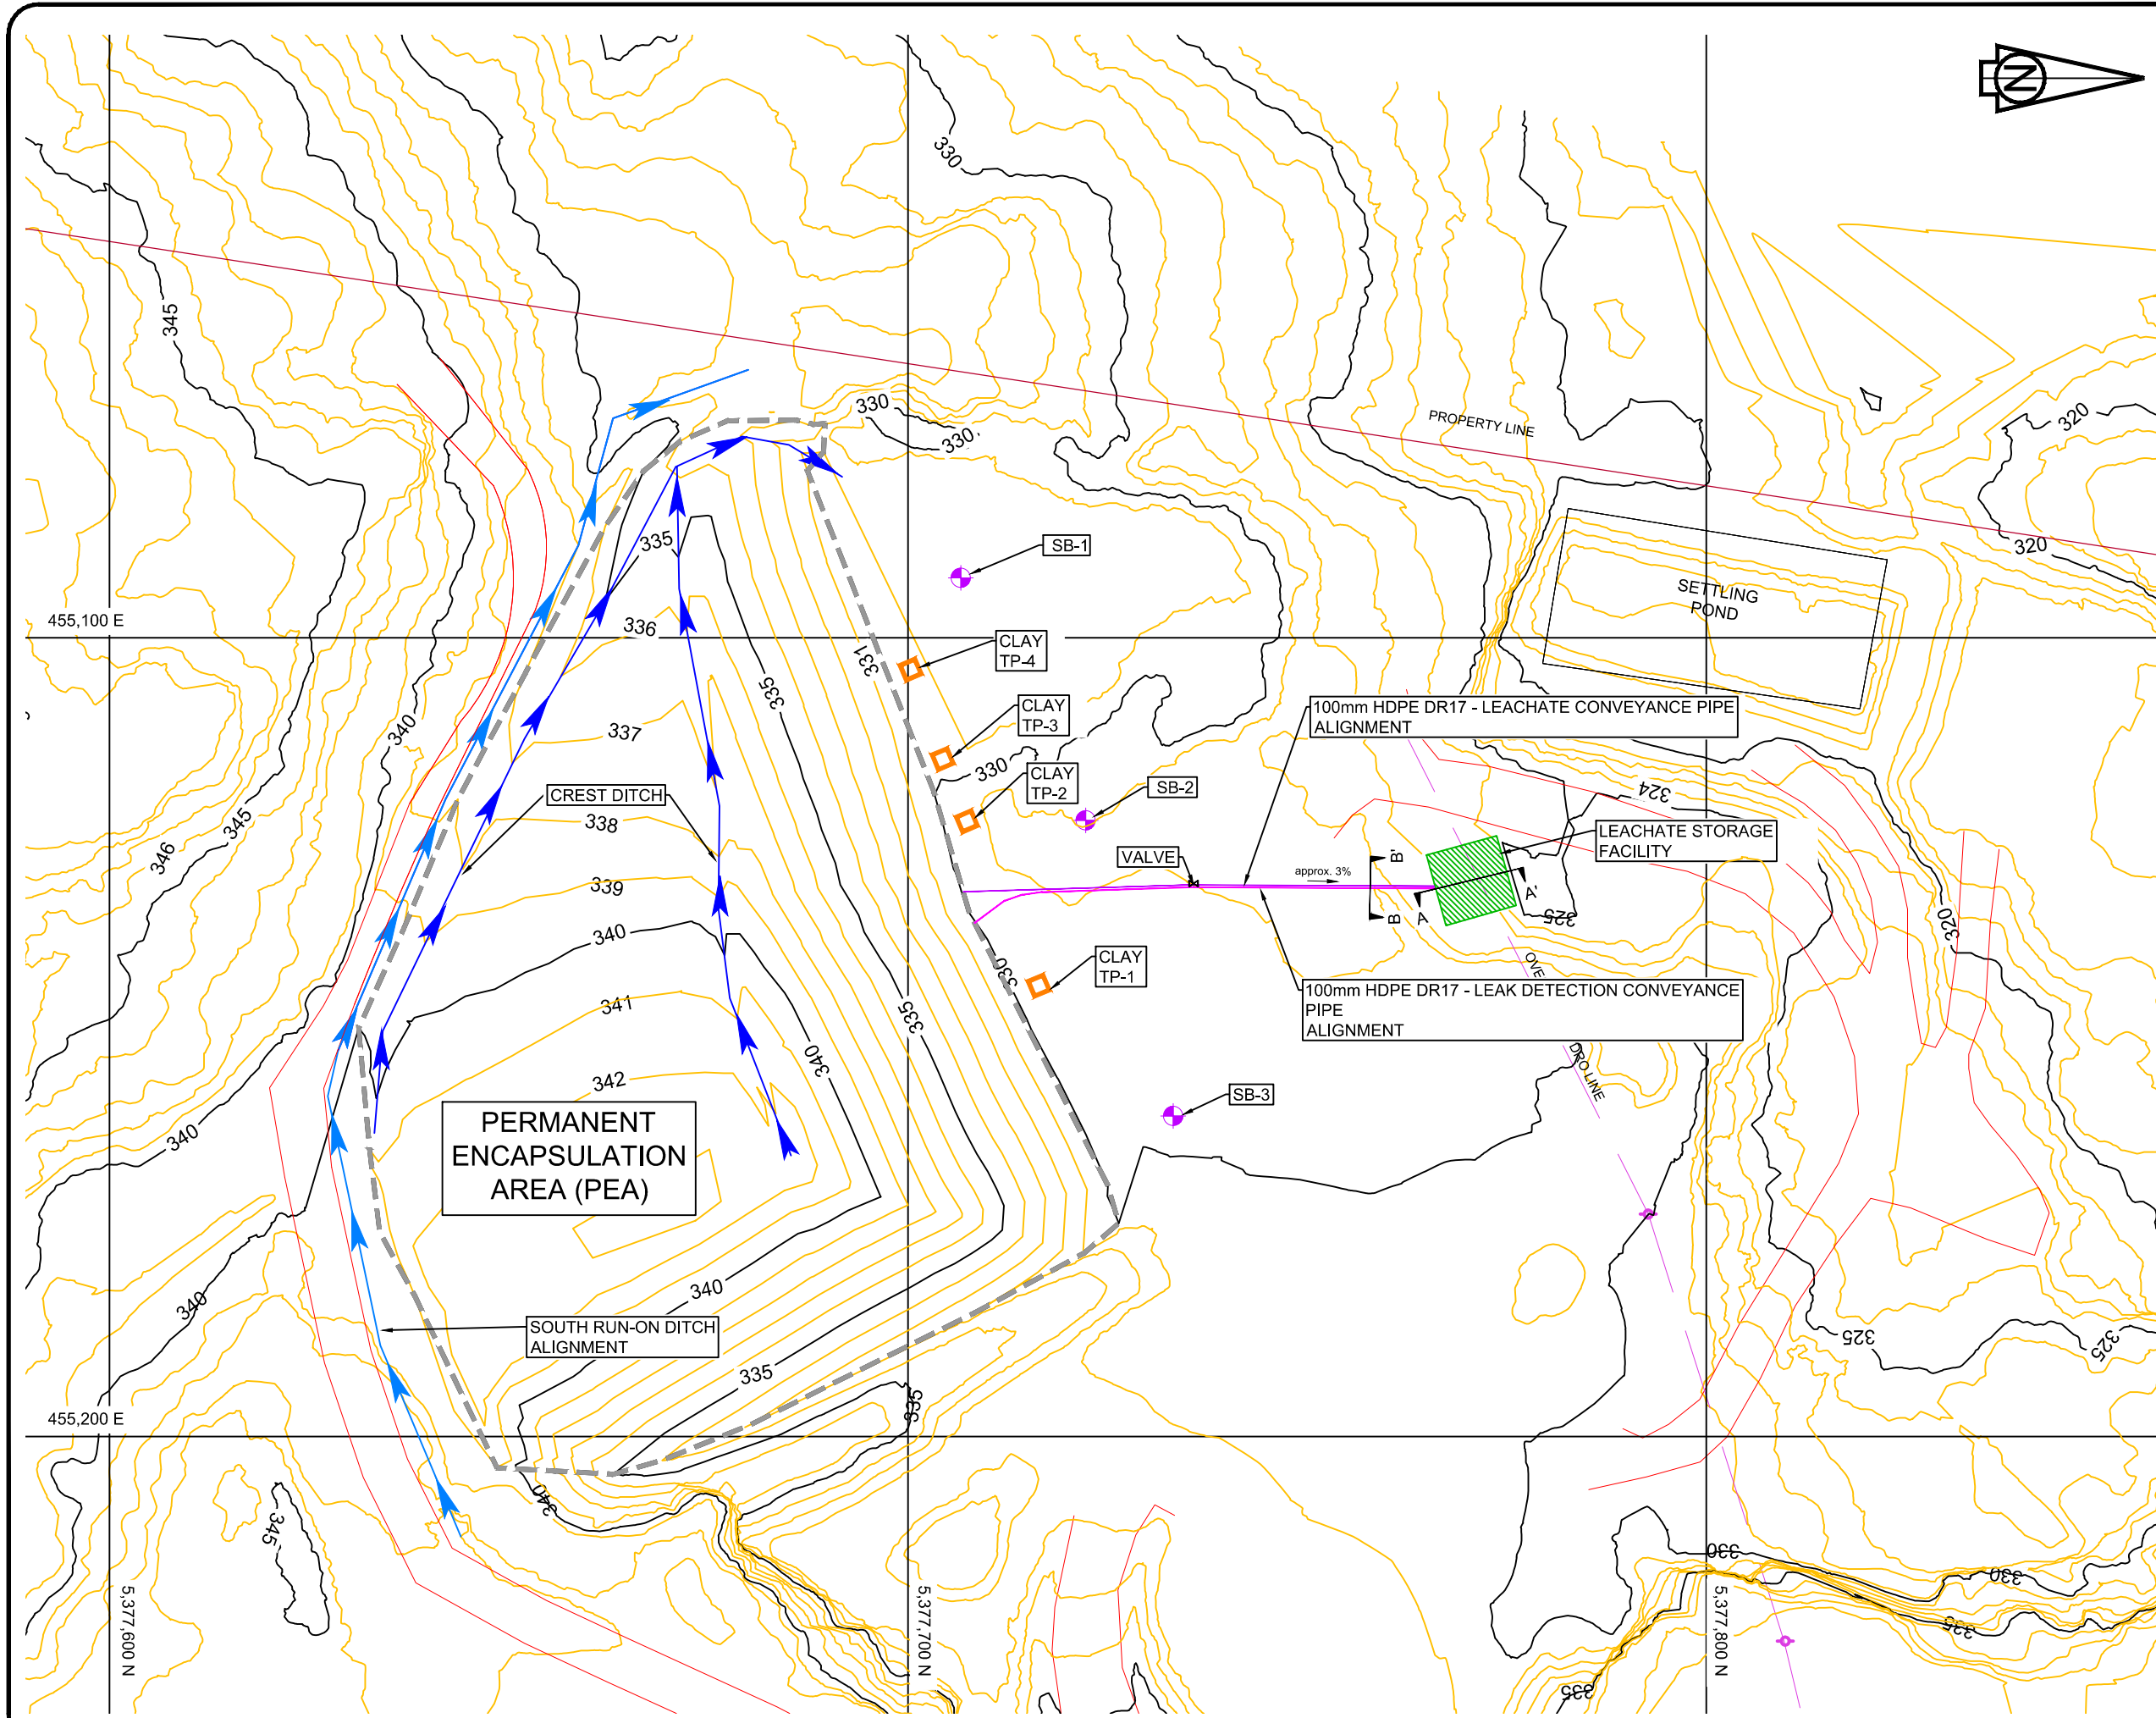 N
330
345
330
330.
PROPERTY LINE
320
320
335
SB-1
SETTLING
POND
455,100 E
336
CLAY
TP-4
331
335
340
337
CLAY
TP-3
100mm HDPE DR17 - LEACHATE CONVEYANCE PIPE
ALIGNMENT
330
CLAY
TP-2
SB-2
324
CREST DITCH
345
338
346
LEACHATE STORAGE
FACILITY
VALVE
B'
approx. 3%
339
A'
A
B
325
320
340
CLAY
TP-1
330
OVE
100mm HDPE DR17 - LEAK DETECTION CONVEYANCE
PIPE
ALIGNMENT
341
335
340
DRO LINE
342
SB-3
PERMANENT
ENCAPSULATION
AREA (PEA)
340
340
340
SOUTH RUN-ON DITCH
ALIGNMENT
325
325
335
335
455,200 E
340
345
330
330
335
335
5,377,600 N
5,377,700 N
5,377,800 N